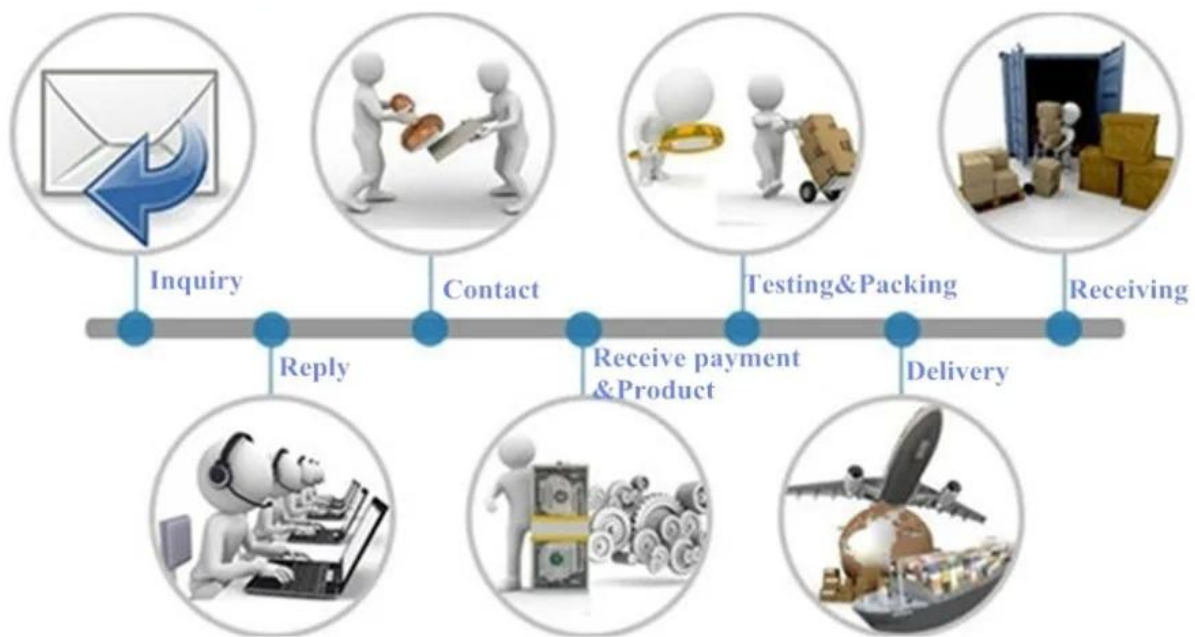 Inquiry
Reply
Contact
Receive payment
&Product
Testing&Packing
Delivery
Receiving